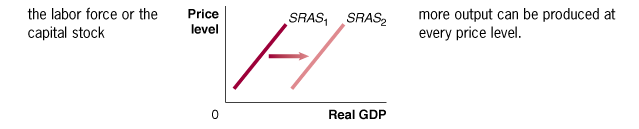 the labor force or the
capital stock
Price
level
SRAS1
SRAS2
0
Real GDP
more output can be produced at
every price level.